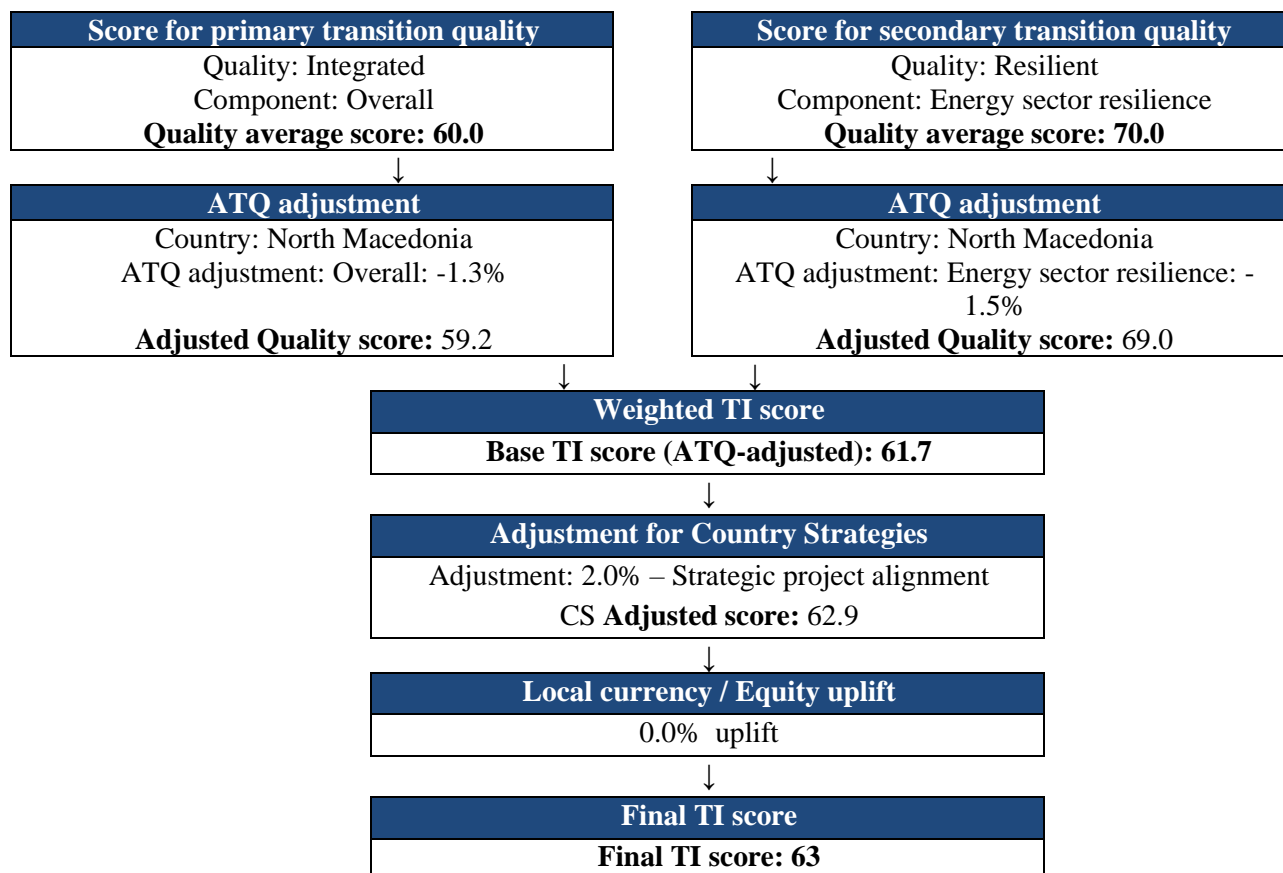 Score for primary transition quality
Quality: Integrated
Component: Overall
Quality average score: 60.0
↓
ATQ adjustment
Country: North Macedonia
ATQ adjustment: Overall: -1.3%
Adjusted Quality score: 59.2
↓
Score for secondary transition quality
Quality: Resilient
Component: Energy sector resilience
Quality average score: 70.0
↓
ATQ adjustment
Country: North Macedonia
ATQ adjustment: Energy sector resilience: -
1.5%
Adjusted Quality score: 69.0
↓
Weighted TI score
Base TI score (ATQ-adjusted): 61.7
↓
Adjustment for Country Strategies
Adjustment: 2.0% – Strategic project alignment
CS Adjusted score: 62.9
↓
Local currency / Equity uplift
0.0% uplift
↓
Final TI score
Final TI score: 63